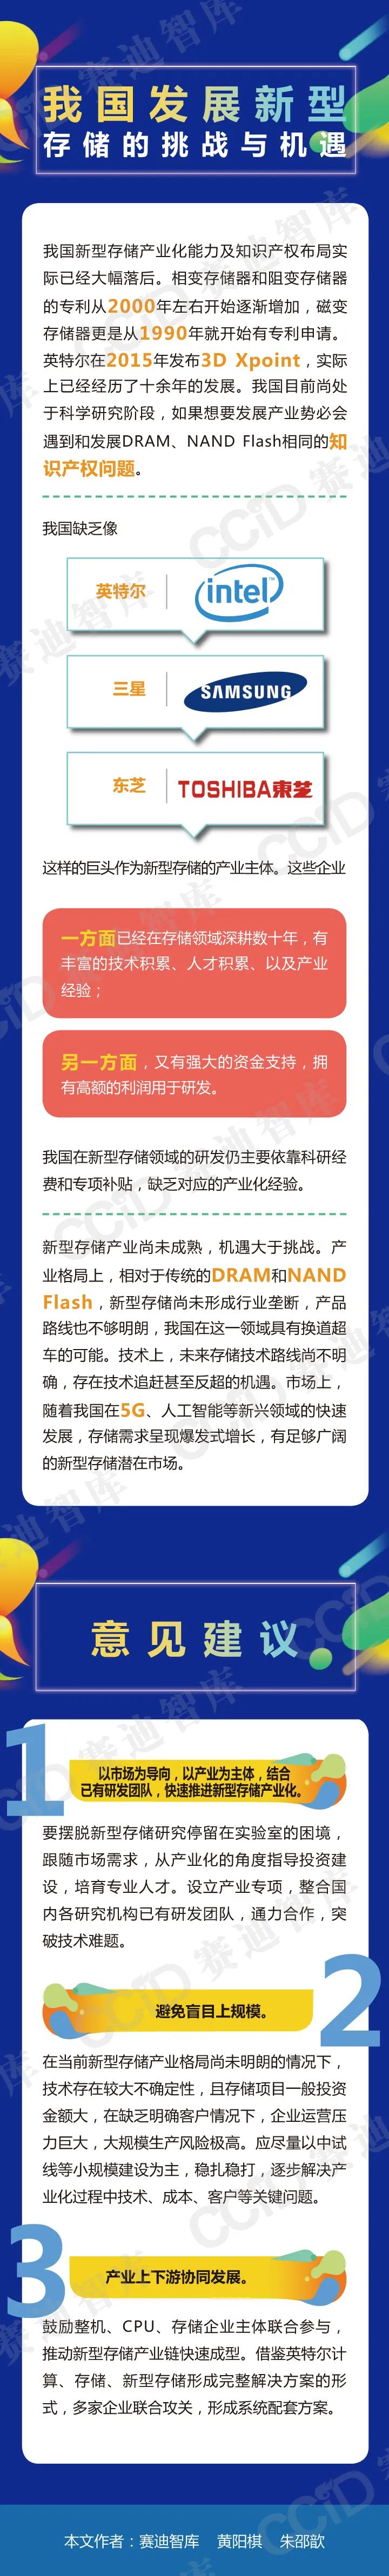 我国发展新型
存储的挑战与机遇
我国新型存储产业化能力及知识产权布局实
际已经大幅落后。相变存储器和阻变存储器
的专利从2000年左右开始逐渐增加，磁变
存储器更是从1990年就开始有专利申请。
英特尔在2015年发布3D Xpoint，实际
上已经经历了十余年的发展。我国目前尚处
于科学研究阶段，如果想要发展产业势必会
遇到和发展DRAM、NAND Flash相同的知
识产权问题。
我国缺乏像
英特尔 intel™
三星 SAMSUNG
东芝 TOSHIBA東芝
这样的巨头作为新型存储的产业主体。这些企业
一方面已经在存储领域深耕数十年，有
丰富的技术积累、人才积累、以及产业
经验；
另一方面，又有强大的资金支持，拥
有高额的利润用于研发。
我国在新型存储领域的研发仍主要依靠科研经
费和专项补贴，缺乏对应的产业化经验。
新型存储产业尚未成熟，机遇大于挑战。产
业格局上，相对于传统的DRAM和NAND
Flash，新型存储尚未形成行业垄断，产品
路线也不够明朗，我国在这一领域具有换道超
车的可能。技术上，未来存储技术路线尚不明
确，存在技术追赶甚至反超的机遇。市场上，
随着我国在5G、人工智能等新兴领域的快速
发展，存储需求呈现爆发式增长，有足够广阔
的新型存储潜在市场。
意见建议
1
以市场为导向，以产业为主体，结合
已有研发团队，快速推进新型存储产业化。
要摆脱新型存储研究停留在实验室的困境，
跟随市场需求，从产业化的角度指导投资建
设，培育专业人才。设立产业专项，整合国
内各研究机构已有研发团队，通力合作，突
破技术难题。
2
避免盲目上规模。
在当前新型存储产业格局尚未明朗的情况下，
技术存在较大不确定性，且存储项目一般投资
金额大，在缺乏明确客户情况下，企业运营压
力巨大，大规模生产风险极高。应尽量以中试
线等小规模建设为主，稳扎稳打，逐步解决产
业化过程中技术、成本、客户等关键问题。
3
产业上下游协同发展。
鼓励整机、CPU、存储企业主体联合参与，
推动新型存储产业链快速成型。借鉴英特尔计
算、存储、新型存储形成完整解决方案的形
式，多家企业联合攻关，形成系统配套方案。
本文作者：赛迪智库 黄阳棋 朱邵歆
CCID 赛迪智库